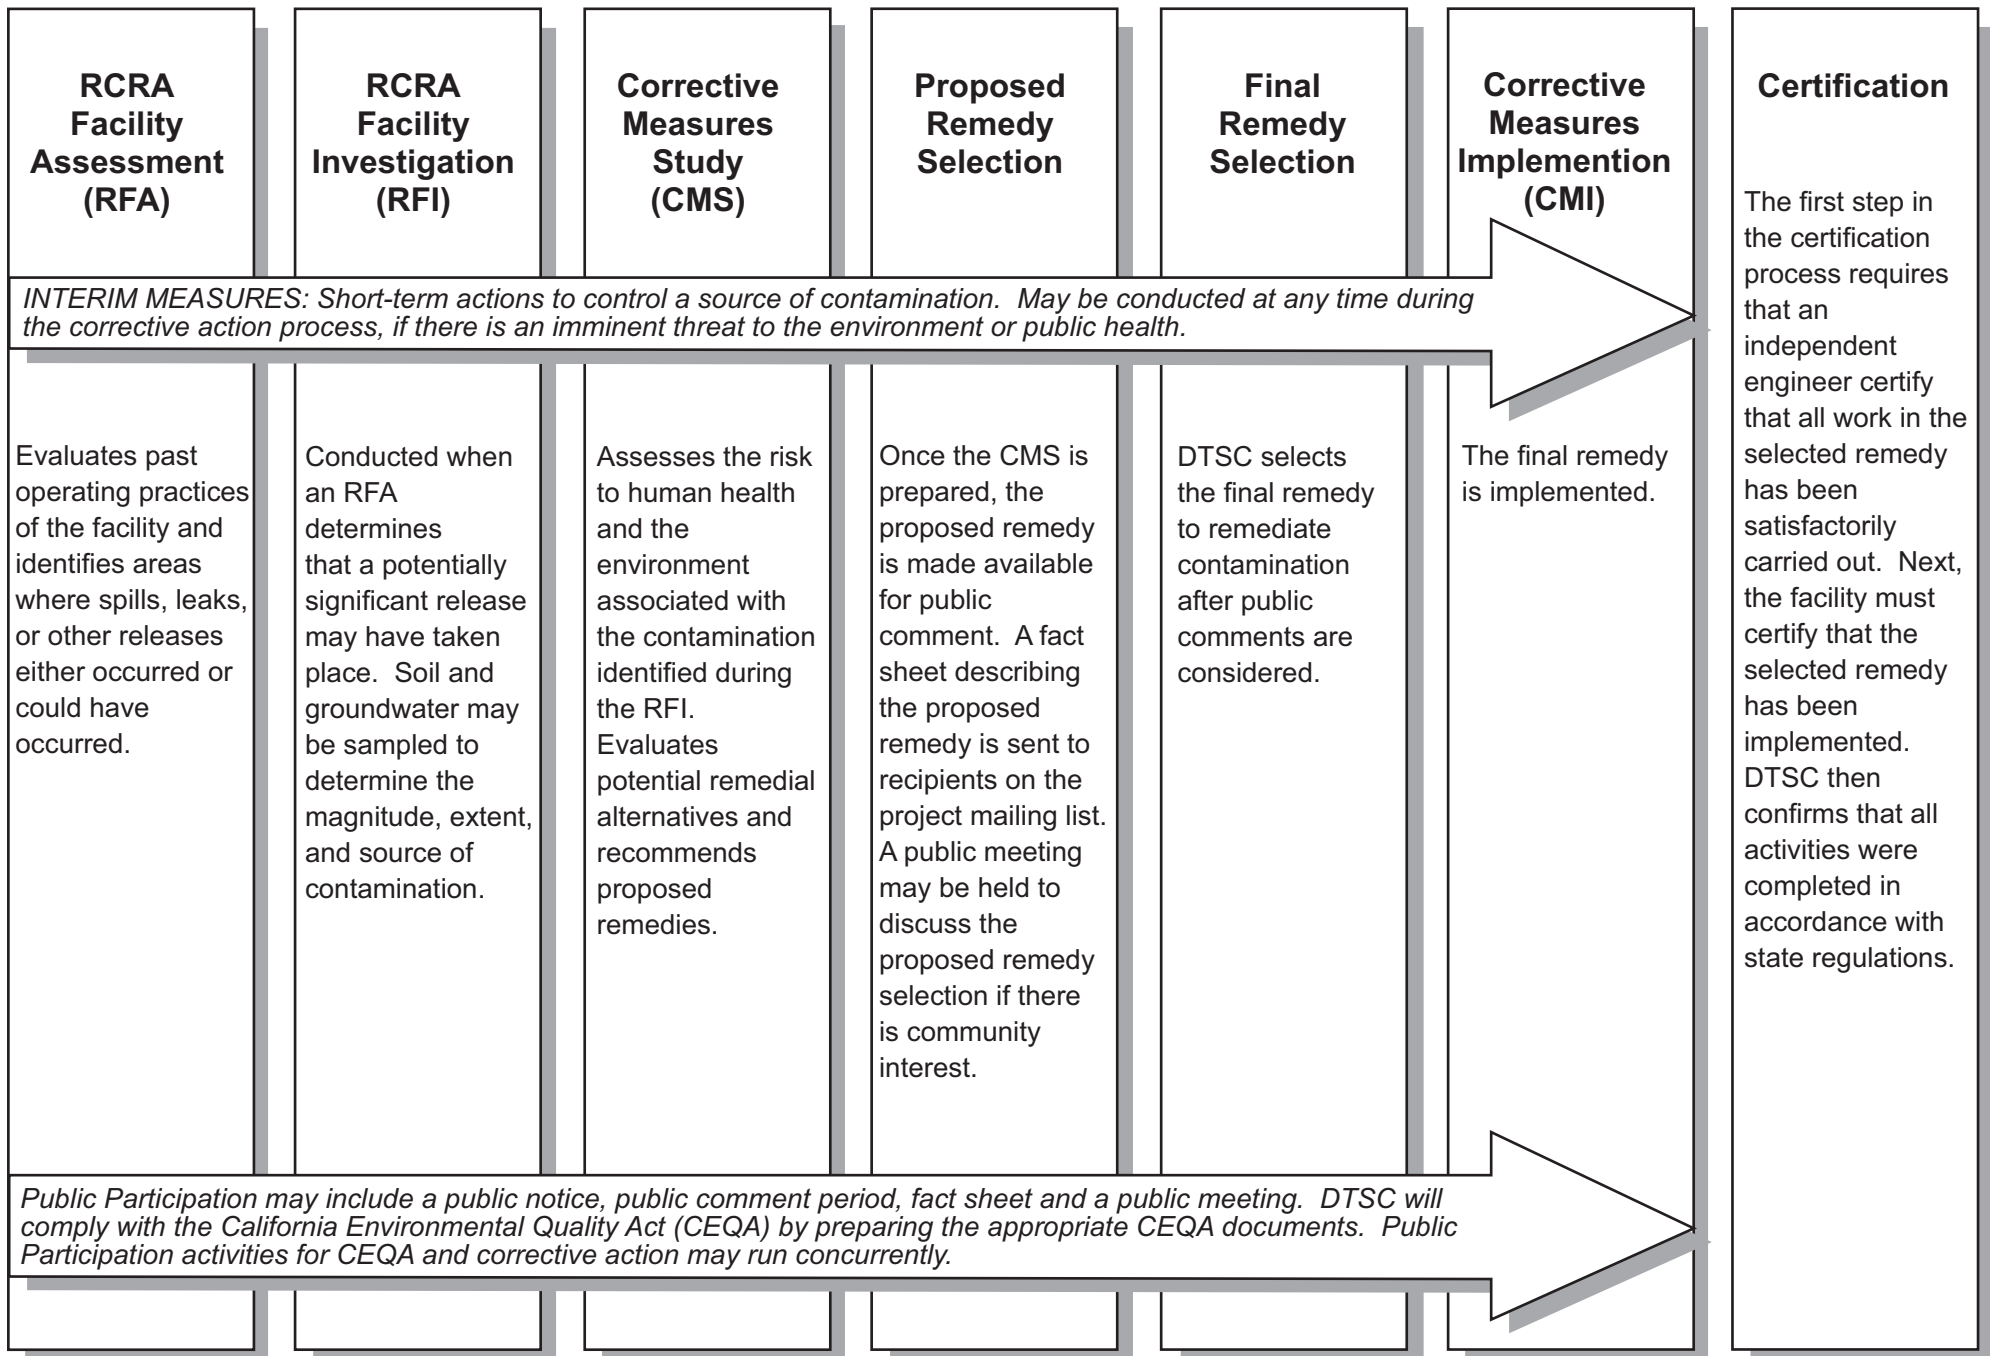 RCRA
Facility
Assessment
(RFA)
RCRA
Facility
Investigation
(RFI)
Corrective
Measures
Study
(CMS)
Proposed
Remedy
Selection
Final
Remedy
Selection
Corrective
Measures
Implemention
(CMI)
Certification
INTERIM MEASURES: Short-term actions to control a source of contamination.  May be conducted at any time during
the corrective action process, if there is an imminent threat to the environment or public health.
Evaluates past
operating practices
of the facility and
identifies areas
where spills, leaks,
or other releases
either occurred or
could have
occurred.
Conducted when
an RFA
determines
that a potentially
significant release
may have taken
place.  Soil and
groundwater may
be sampled to
determine the
magnitude, extent,
and source of
contamination.
Assesses the risk
to human health
and the
environment
associated with
the contamination
identified during
the RFI.
Evaluates
potential remedial
alternatives and
recommends
proposed
remedies.
Once the CMS is
prepared, the
proposed remedy
is made available
for public
comment.  A fact
sheet describing
the proposed
remedy is sent to
recipients on the
project mailing list.
A public meeting
may be held to
discuss the
proposed remedy
selection if there
is community
interest.
DTSC selects
the final remedy
to remediate
contamination
after public
comments are
considered.
The final remedy
is implemented.
The first step in
the certification
process requires
that an
independent
engineer certify
that all work in the
selected remedy
has been
satisfactorily
carried out.  Next,
the facility must
certify that the
selected remedy
has been
implemented.
DTSC then
confirms that all
activities were
completed in
accordance with
state regulations.
Public Participation may include a public notice, public comment period, fact sheet and a public meeting.  DTSC will
comply with the California Environmental Quality Act (CEQA) by preparing the appropriate CEQA documents.  Public
Participation activities for CEQA and corrective action may run concurrently.